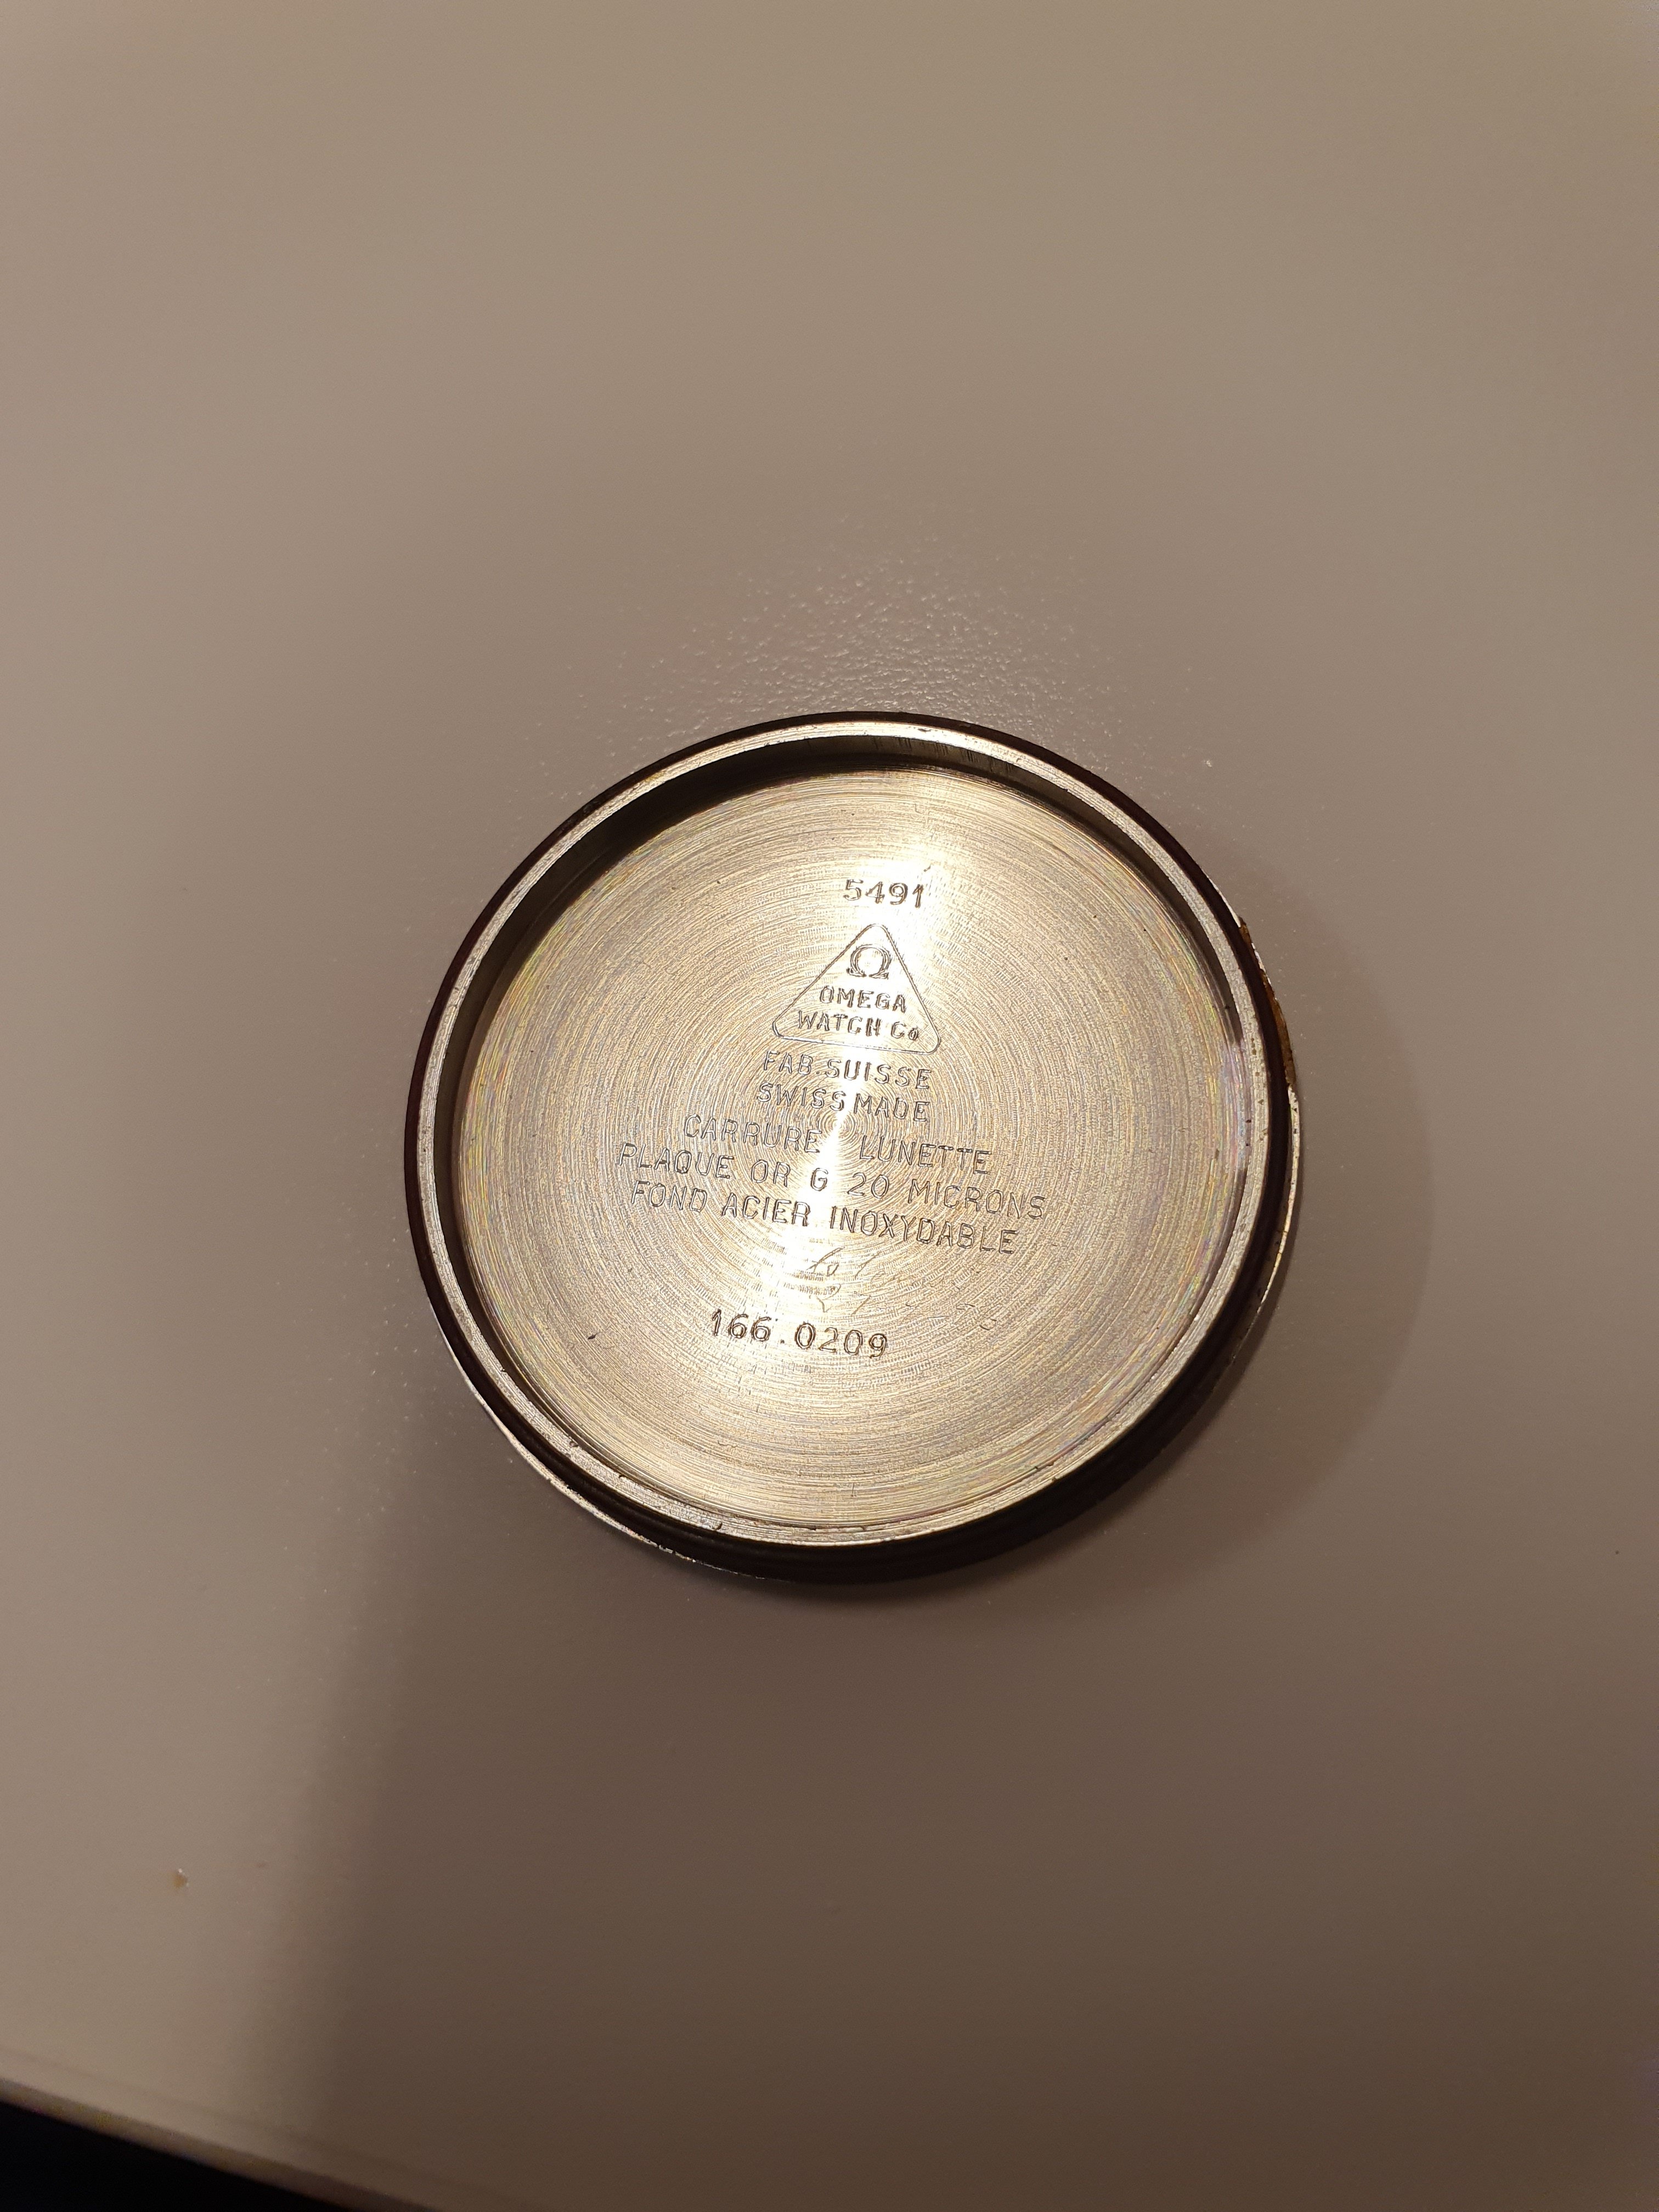 5491
Ω
OMEGA
WATCH Co
FAB. SUISSE
SWISS MADE
CARRURE LUNETTE
PLAQUE OR G 20 MICRONS
FOND ACIER INOXYDABLE
166.0209